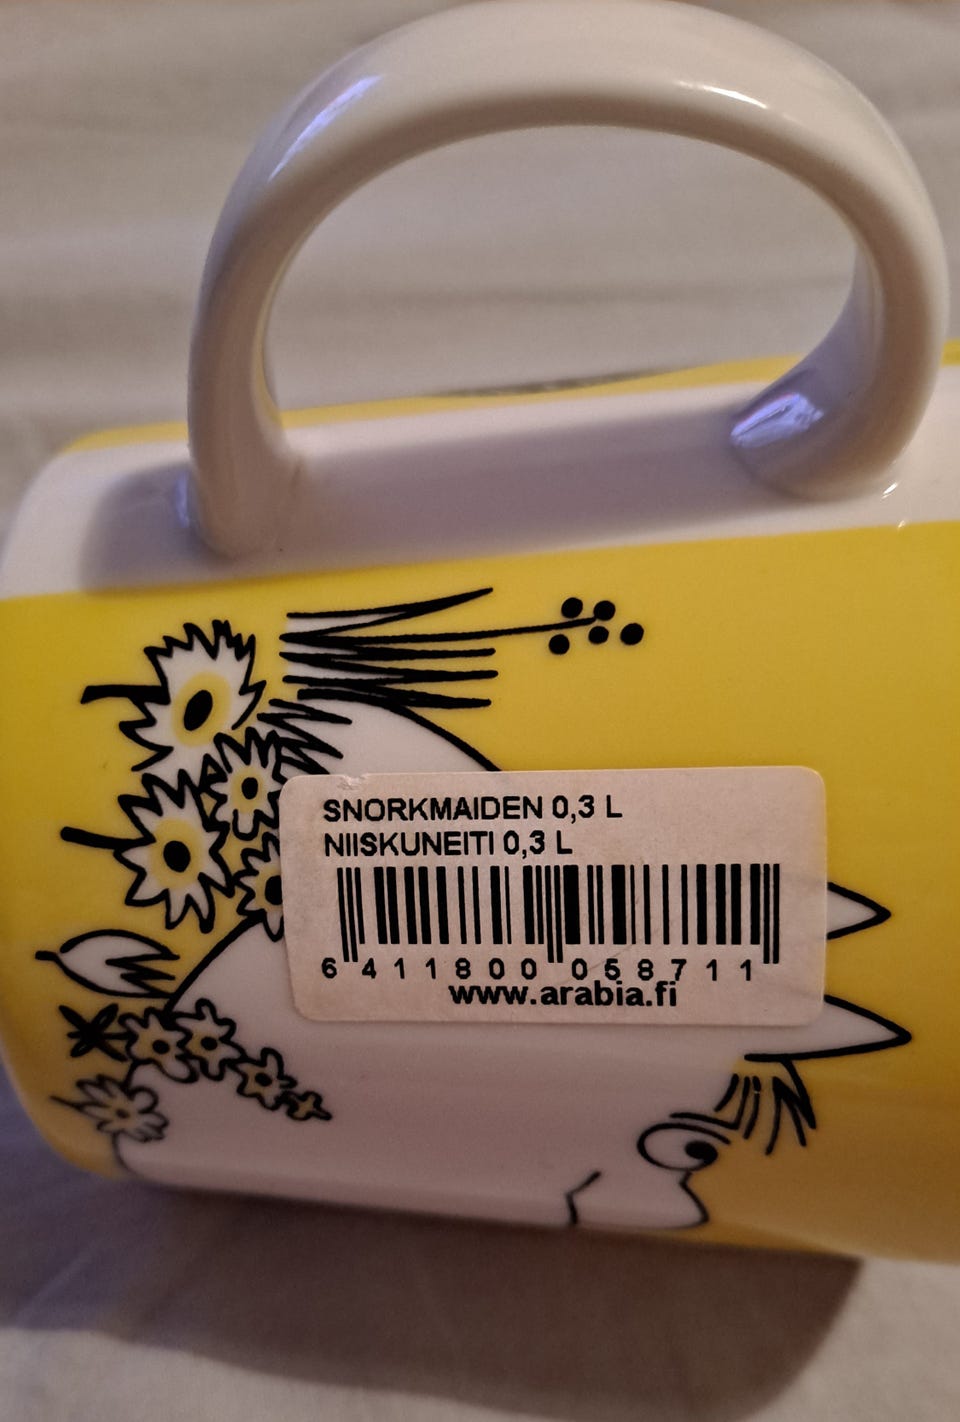 SNORKMAIDEN 0,3 L
NIISKUNEITI 0,3 L
6 411800 058711
www.arabia.fi